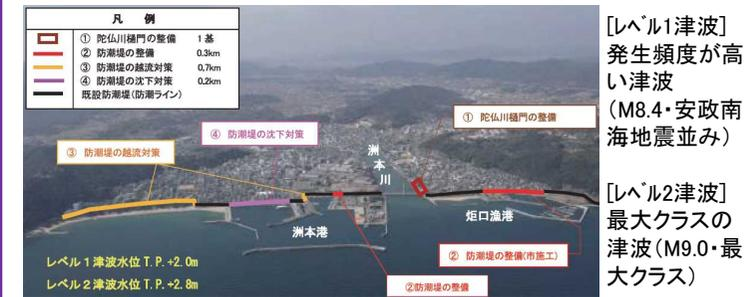 凡 例
① 陀仏川樋門の整備 1基
② 防潮堤の整備 0.3km
③ 防潮堤の越流対策 0.7km
④ 防潮堤の沈下対策 0.2km
既設防潮堤(防潮ライン)
① 陀仏川樋門の整備
④ 防潮堤の沈下対策
③ 防潮堤の越流対策
洲本川
洲本港
炬口漁港
② 防潮堤の整備(市施工)
②防潮堤の整備
レベル1津波水位 T.P.+2.0m
レベル2津波水位 T.P.+2.8m
[レベル1津波]
発生頻度が高
い津波
(M8.4・安政南
海地震並み)
[レベル2津波]
最大クラスの
津波(M9.0・最
大クラス)